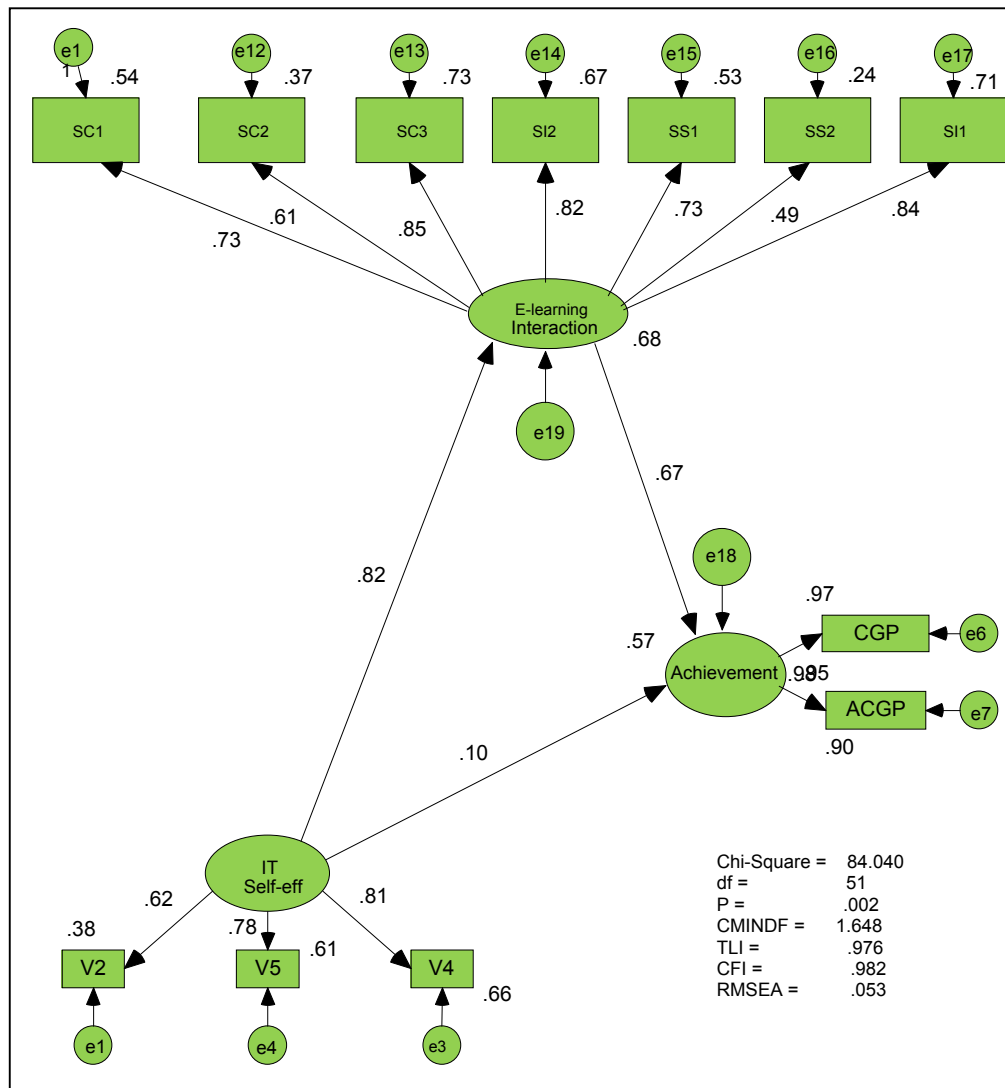 e1
1
e12
e13
e14
e15
e16
e17
.54
.37
.73
.67
.53
.24
.71
SC1
SC2
SC3
SI2
SS1
SS2
SI1
.73
.61
.85
.82
.73
.49
.84
E-learning
Interaction
.68
e19
.67
.82
e18
.97
.57
Achievement
CGP
e6
.95
ACGP
e7
.90
.10
IT
Self-eff
.62
.78
.81
.38
.61
.66
V2
V5
V4
e1
e4
e3
Chi-Square = 84.040
df = 51
P = .002
CMINDF = 1.648
TLI = .976
CFI = .982
RMSEA = .053